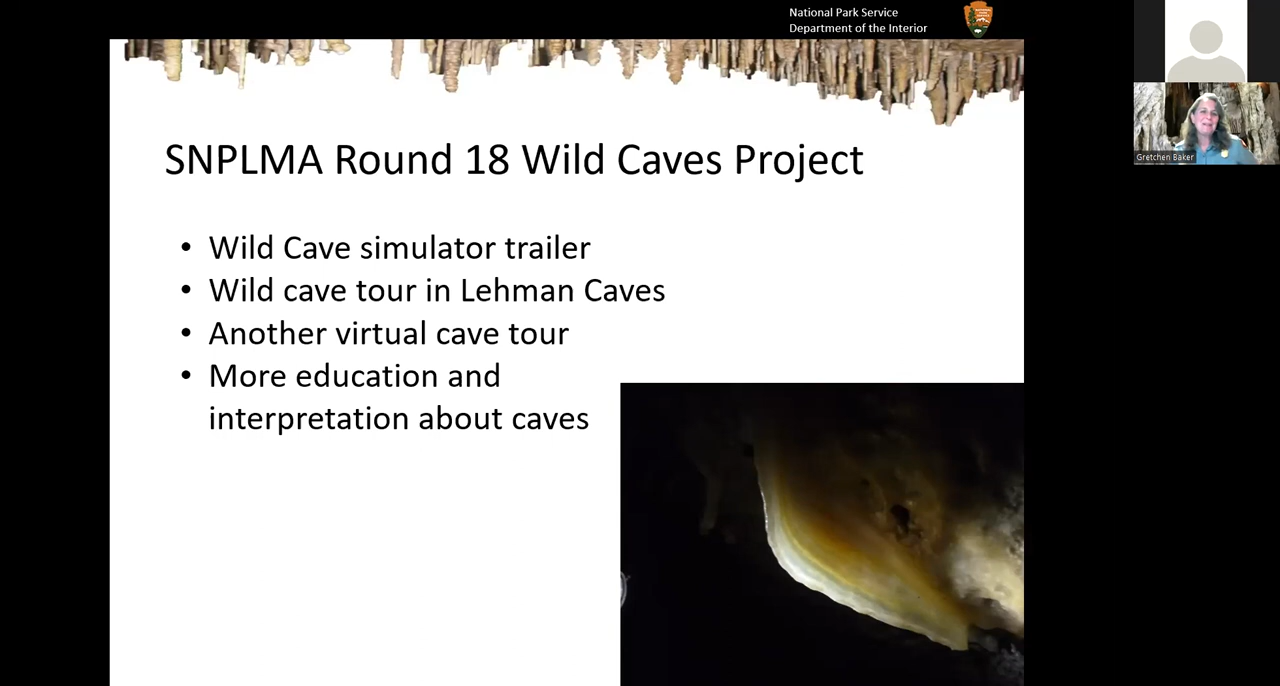 National Park Service
Department of the Interior
SNPLMA Round 18 Wild Caves Project
• Wild Cave simulator trailer
• Wild cave tour in Lehman Caves
• Another virtual cave tour
• More education and
interpretation about caves
Gretchen Baker